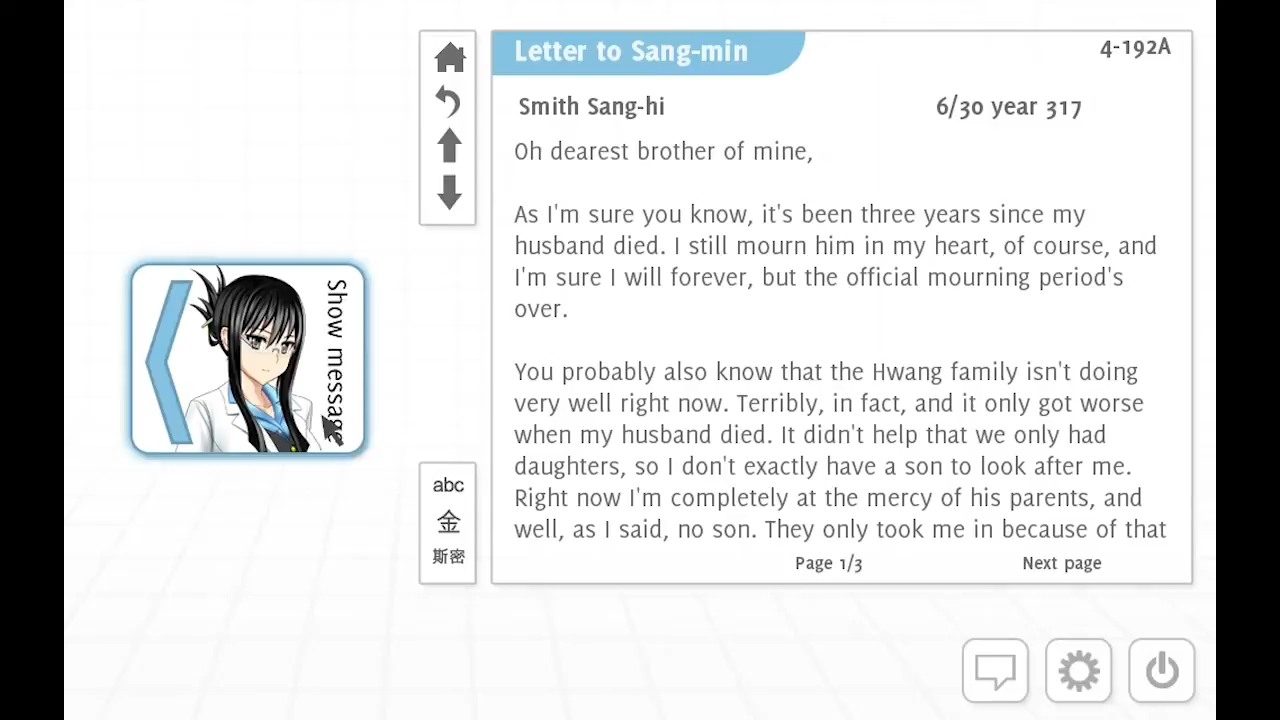 Letter to Sang-min
4-192A
Smith Sang-hi
6/30 year 317
Oh dearest brother of mine,
As I'm sure you know, it's been three years since my
husband died. I still mourn him in my heart, of course, and
I'm sure I will forever, but the official mourning period's
over.
You probably also know that the Hwang family isn't doing
very well right now. Terribly, in fact, and it only got worse
when my husband died. It didn't help that we only had
daughters, so I don't exactly have a son to look after me.
Right now I'm completely at the mercy of his parents, and
well, as I said, no son. They only took me in because of that
Page 1/3
Next page
Show message
abc
金
斯密